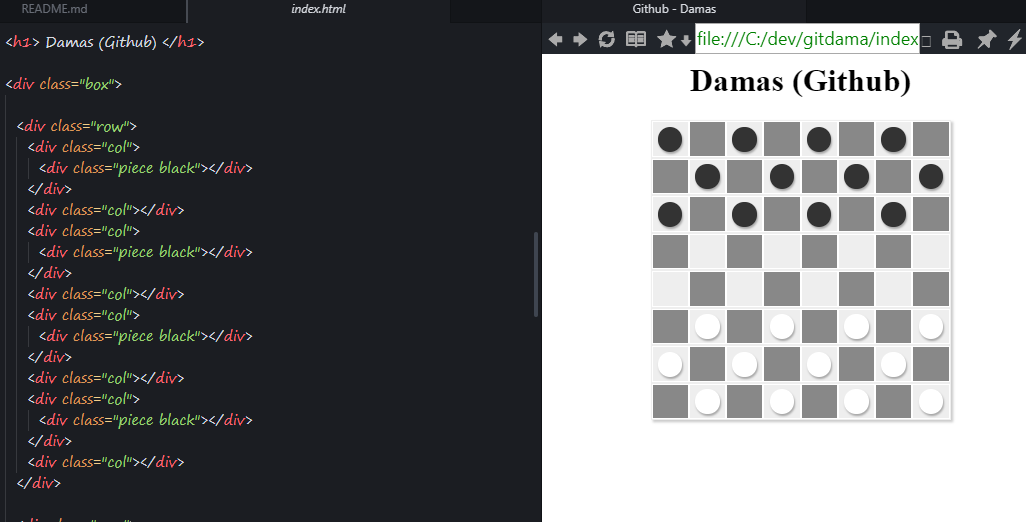 README.md
index.html
<h1> Damas (Github) </h1>
<div class="box">
<div class="row">
<div class="col">
<div class="piece black"></div>
</div>
<div class="col"></div>
<div class="col">
<div class="piece black"></div>
</div>
<div class="col"></div>
<div class="col">
<div class="piece black"></div>
</div>
<div class="col"></div>
<div class="col">
<div class="piece black"></div>
</div>
<div class="col"></div>
</div>
Github - Damas
file:///C:/dev/gitdama/index
Damas (Github)